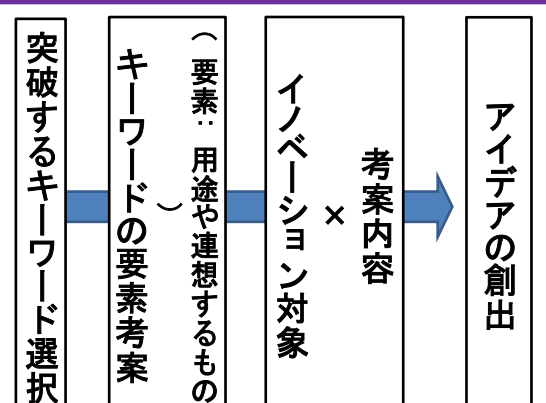 突破するキーワード選択
（要素：用途や連想するもの
）
キーワードの要素考案
考案内容
×
イノベーション対象
アイデアの創出